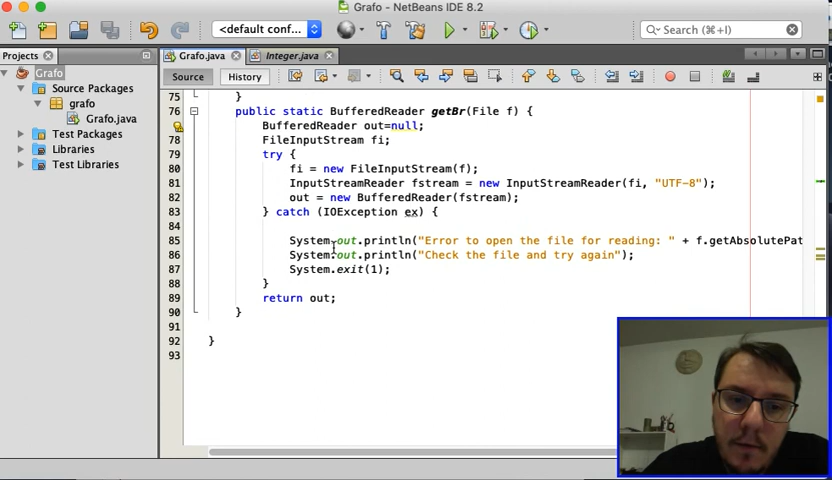 Grafo - NetBeans IDE 8.2
<default conf...
Search (⌘+I)
Projects
Grafo.java
Integer.java
Grafo
Source Packages
grafo
Grafo.java
Test Packages
Libraries
Test Libraries
Source
History
75 }
76 public static BufferedReader getBr(File f) {
BufferedReader out=null;
78 FileInputStream fi;
79 try {
80 fi = new FileInputStream(f);
81 InputStreamReader fstream = new InputStreamReader(fi, "UTF-8");
82 out = new BufferedReader(fstream);
83 } catch (IOException ex) {
84
85 System.out.println("Error to open the file for reading: " + f.getAbsolutePat
86 System.out.println("Check the file and try again");
87 System.exit(1);
88 }
89 return out;
90 }
91
92 }
93